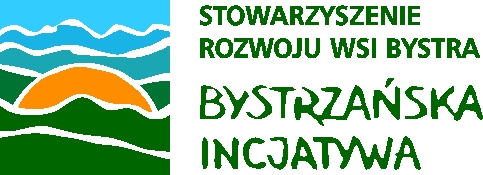 STOWARZYSZENIE
ROZWOJU WSI BYSTRA
BYSTRZAŃSKA
INCJATYWA